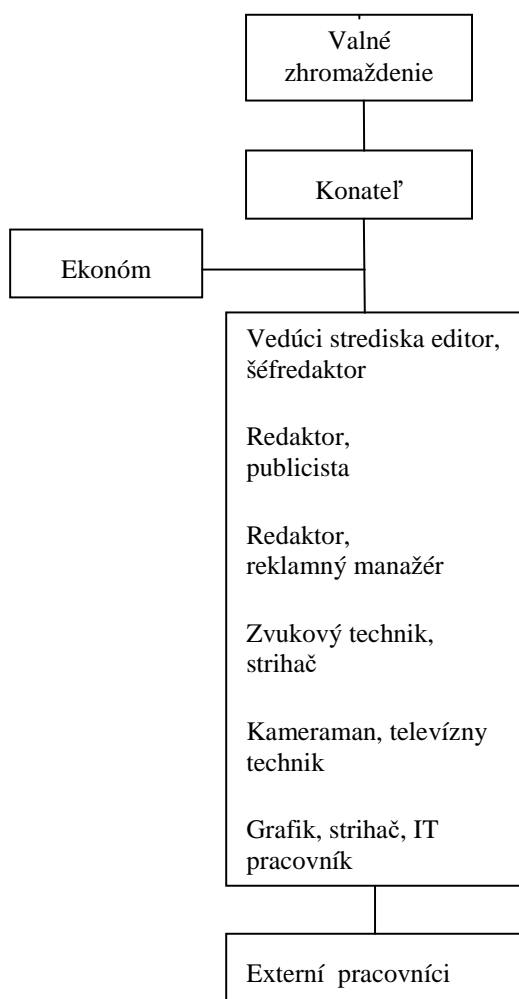 Valné
zhromaždenie
Konateľ
Ekonóm
Vedúci strediska editor,
šéfredaktor
Redaktor,
publicista
Redaktor,
reklamný manažér
Zvukový technik,
strihač
Kameraman, televízny
technik
Grafik, strihač, IT
pracovník
Externí pracovníci